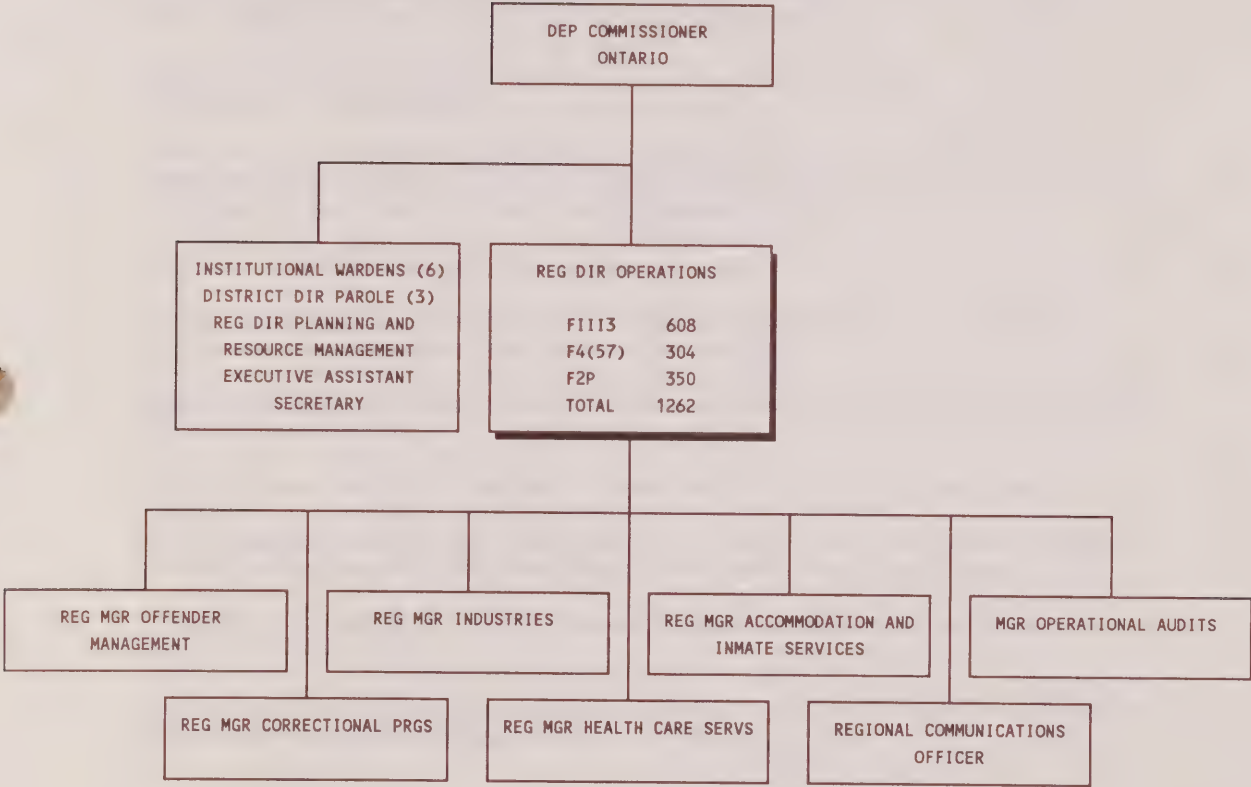 DEP COMMISSIONER
ONTARIO
INSTITUTIONAL WARDENS (6)
DISTRICT DIR PAROLE (3)
REG DIR PLANNING AND
RESOURCE MANAGEMENT
EXECUTIVE ASSISTANT
SECRETARY
REG DIR OPERATIONS
FIII3 608
F4(57) 304
F2P 350
TOTAL 1262
REG MGR OFFENDER
MANAGEMENT
REG MGR INDUSTRIES
REG MGR ACCOMMODATION AND
INMATE SERVICES
MGR OPERATIONAL AUDITS
REG MGR CORRECTIONAL PRGS
REG MGR HEALTH CARE SERVS
REGIONAL COMMUNICATIONS
OFFICER